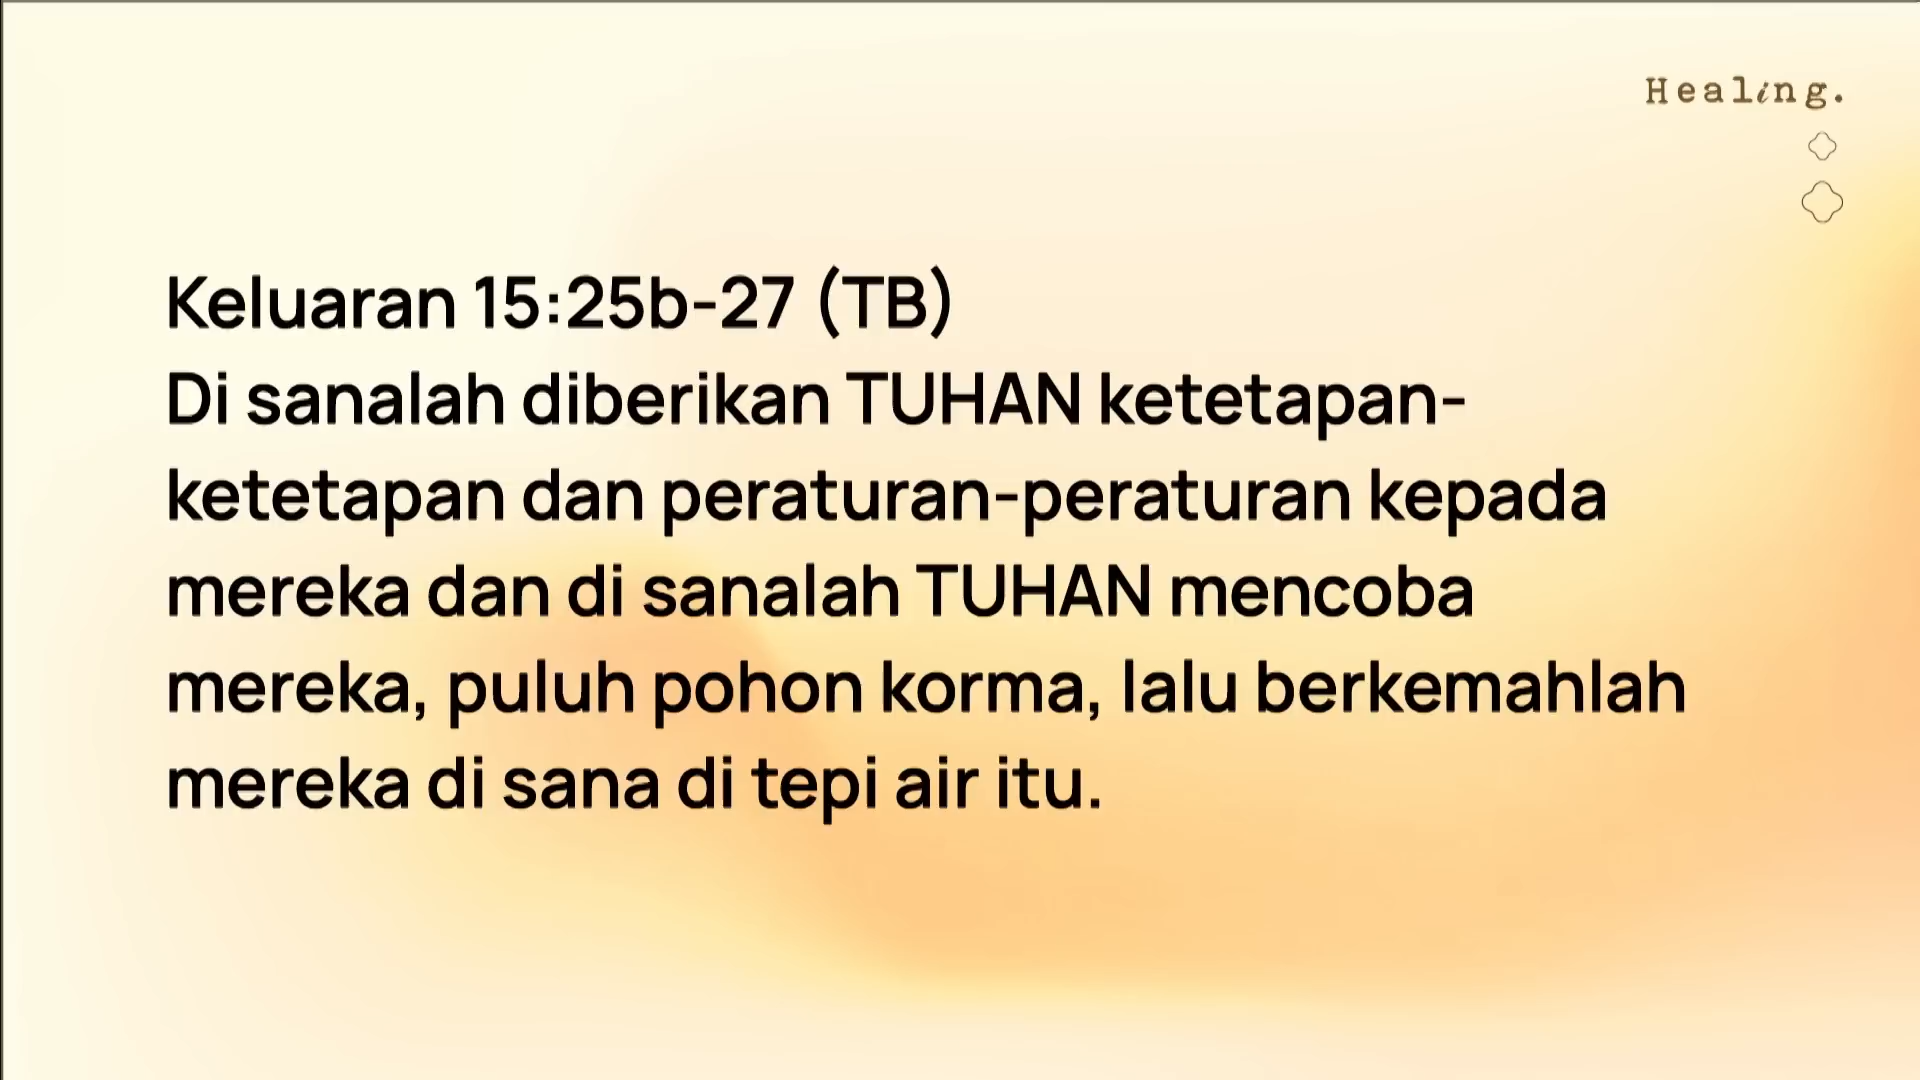 Healing.
Keluaran 15:25b-27 (TB)
Di sanalah diberikan TUHAN ketetapan-
ketetapan dan peraturan-peraturan kepada
mereka dan di sanalah TUHAN mencoba
mereka, puluh pohon korma, lalu berkemahlah
mereka di sana di tepi air itu.